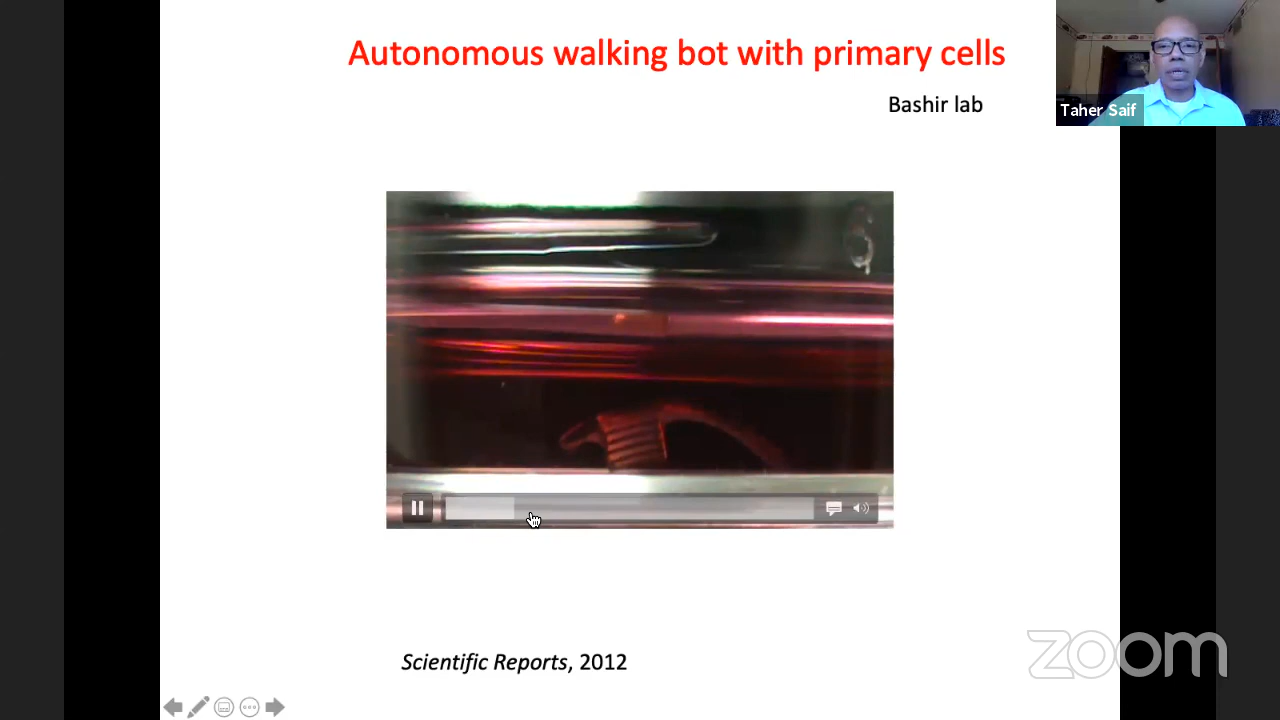 Autonomous walking bot with primary cells
Bashir lab
Taher Saif
Scientific Reports, 2012
zoom